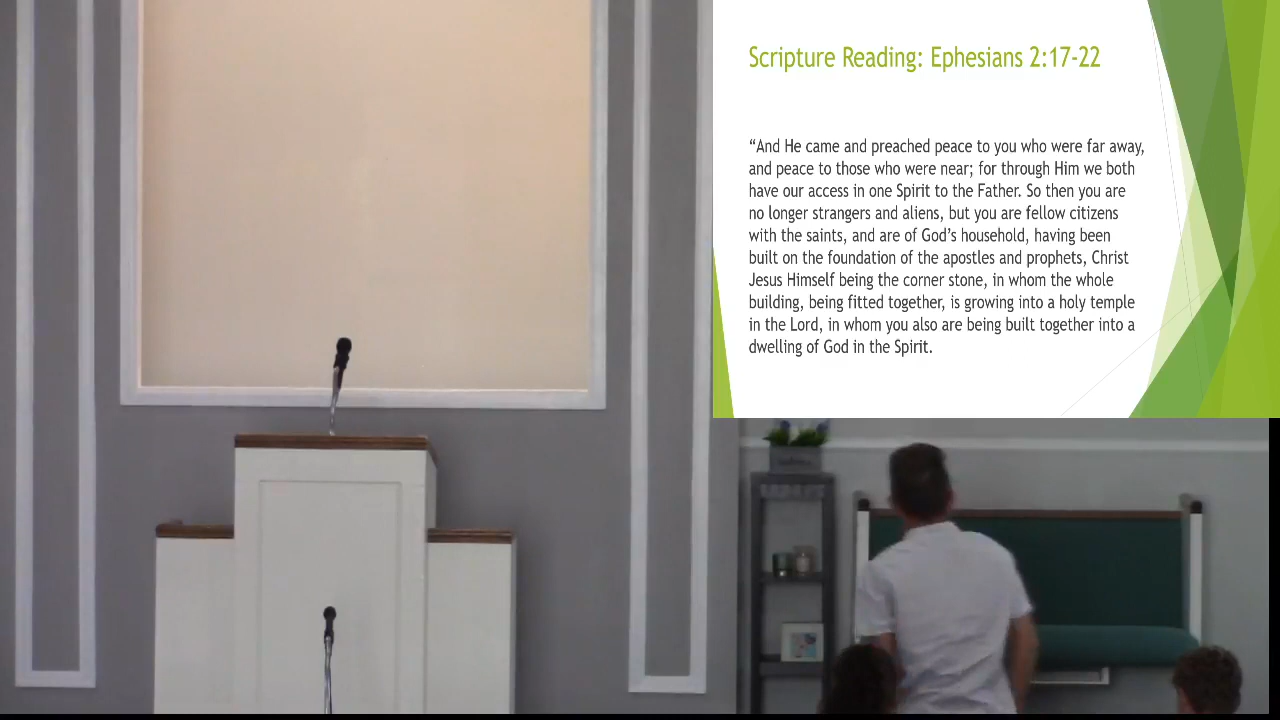 Scripture Reading: Ephesians 2:17-22
“And He came and preached peace to you who were far away,
and peace to those who were near; for through Him we both
have our access in one Spirit to the Father. So then you are
no longer strangers and aliens, but you are fellow citizens
with the saints, and are of God’s household, having been
built on the foundation of the apostles and prophets, Christ
Jesus Himself being the corner stone, in whom the whole
building, being fitted together, is growing into a holy temple
in the Lord, in whom you also are being built together into a
dwelling of God in the Spirit.